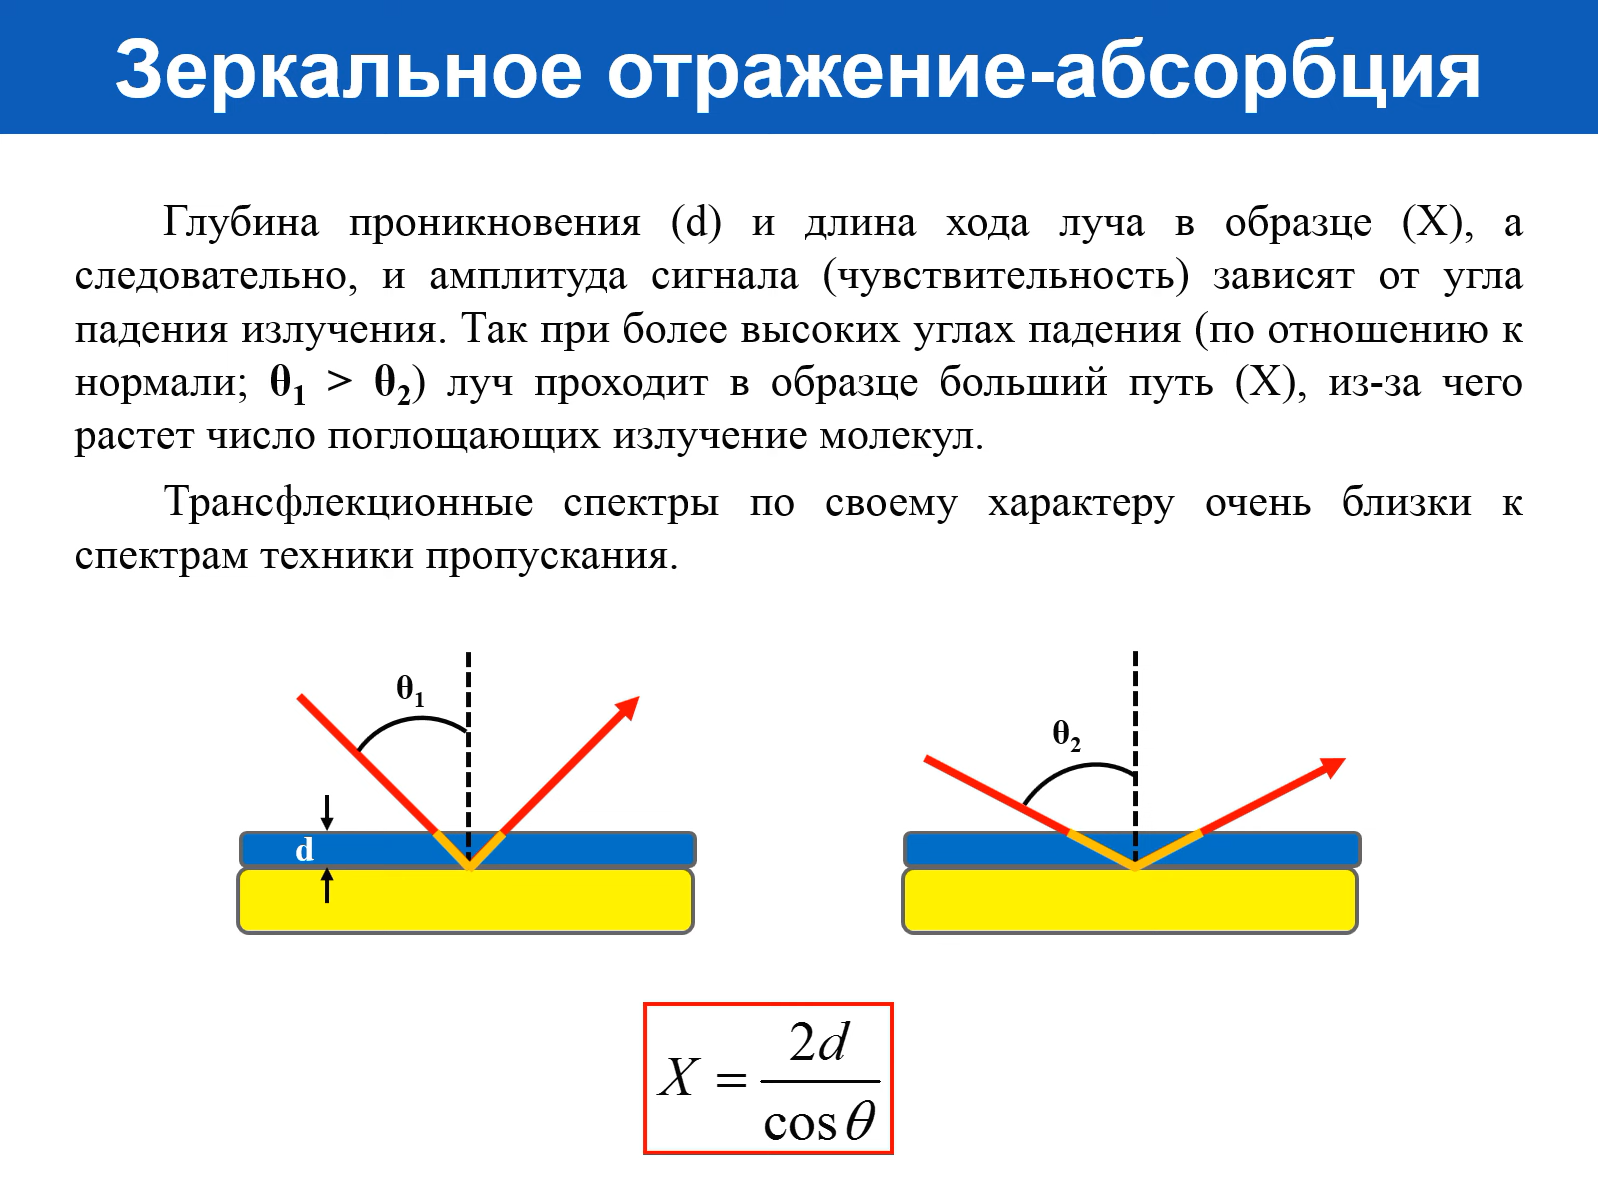 Зеркальное отражение-абсорбция
Глубина проникновения (d) и длина хода луча в образце (X), а
следовательно, и амплитуда сигнала (чувствительность) зависят от угла
падения излучения. Так при более высоких углах падения (по отношению к
нормали; θ₁ > θ₂) луч проходит в образце больший путь (X), из-за чего
растет число поглощающих излучение молекул.
Трансфлекционные спектры по своему характеру очень близки к
спектрам техники пропускания.
θ₁
θ₂
d
X = 2d / cos θ